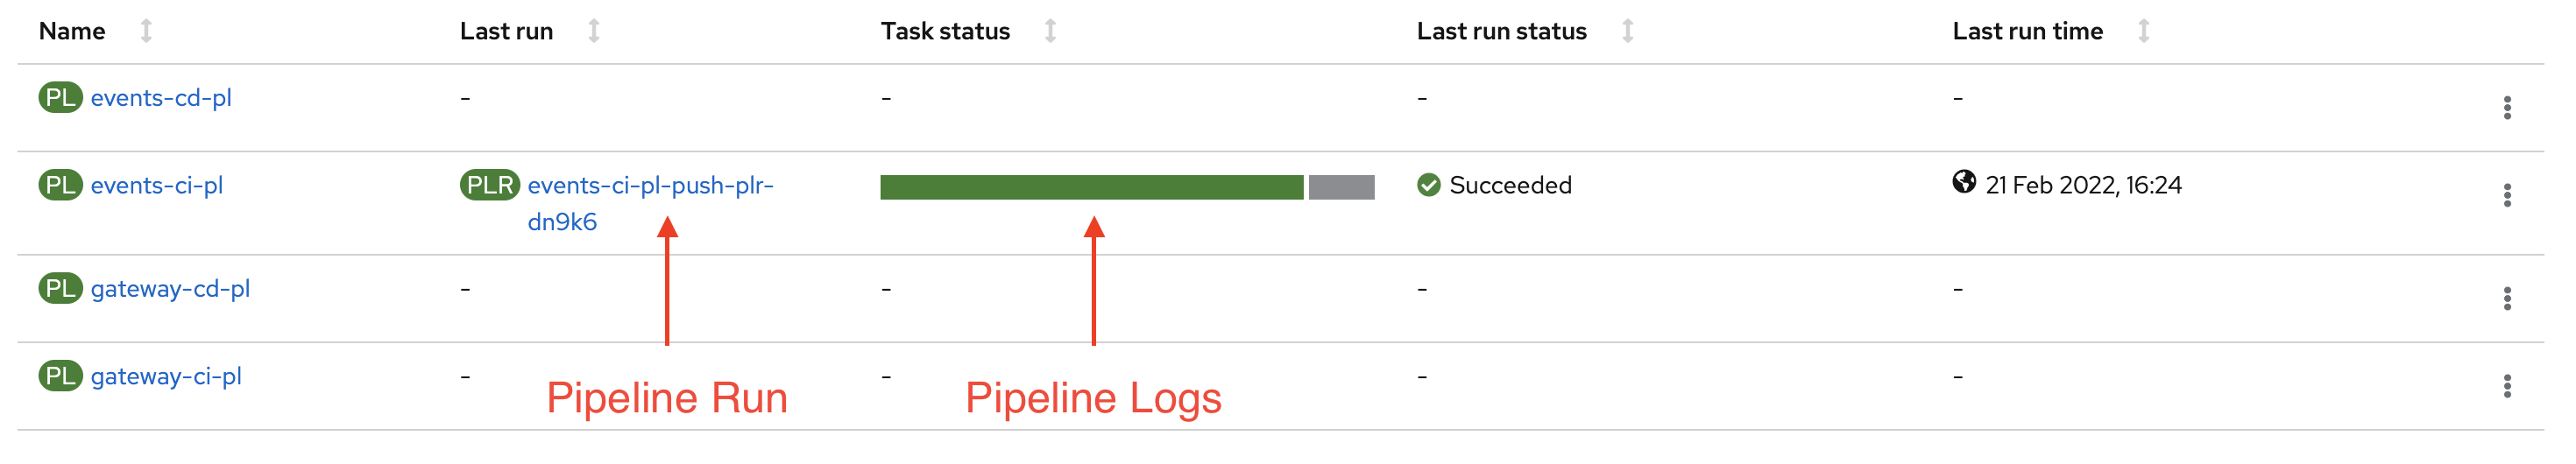 Name Last run Task status Last run status Last run time
PL events-cd-pl - - - -
PL events-ci-pl PLR events-ci-pl-push-plr- Succeeded 21 Feb 2022, 16:24
dn9k6
PL gateway-cd-pl - - - -
PL gateway-ci-pl - - - -
Pipeline Run Pipeline Logs